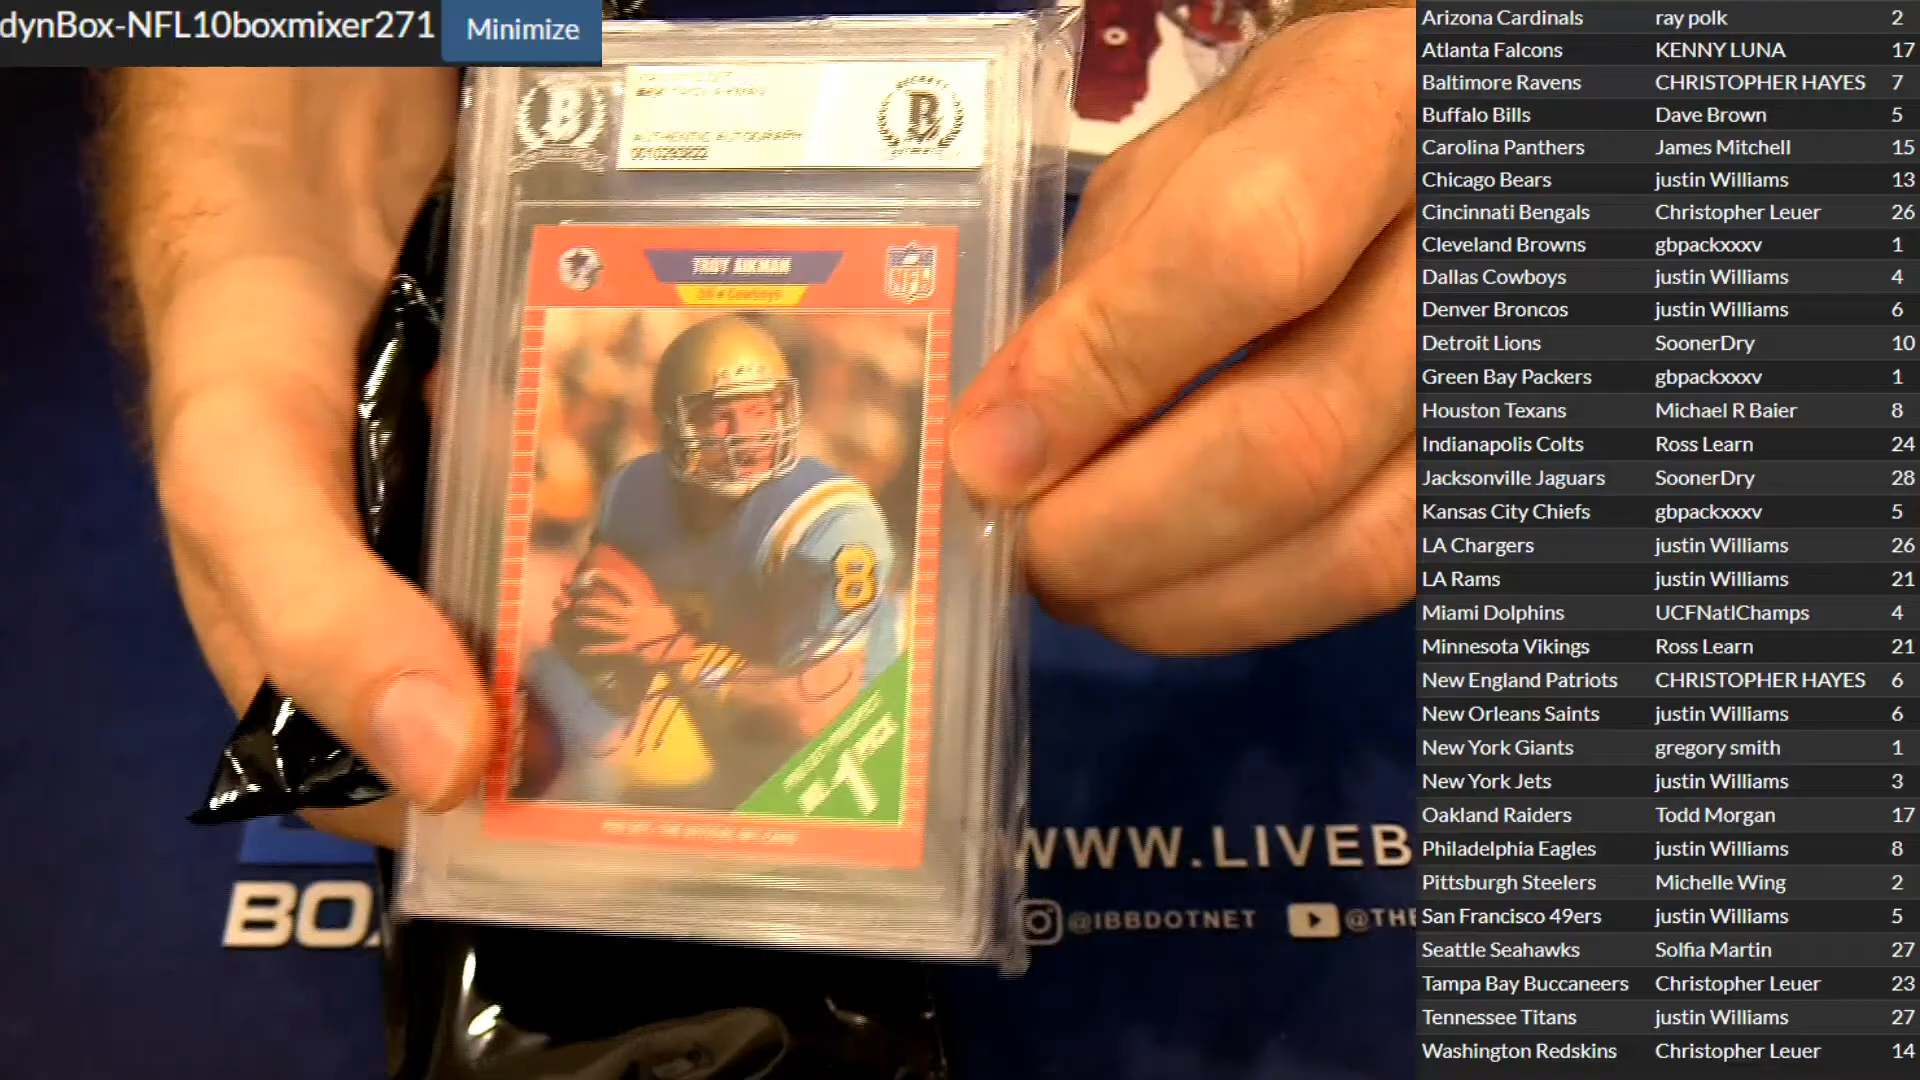 dynBox-NFL10boxmixer271
Minimize
AUTHENTIC AUTOGRAPH
TROY AIKMAN
QB • Cowboys
NFL
8
BO
WWW.LIVEB
@IBBDOTNET
@THE
Arizona Cardinals ray polk 2
Atlanta Falcons KENNY LUNA 17
Baltimore Ravens CHRISTOPHER HAYES 7
Buffalo Bills Dave Brown 5
Carolina Panthers James Mitchell 15
Chicago Bears justin Williams 13
Cincinnati Bengals Christopher Leuer 26
Cleveland Browns gbpackxxxv 1
Dallas Cowboys justin Williams 4
Denver Broncos justin Williams 6
Detroit Lions SoonerDry 10
Green Bay Packers gbpackxxxv 1
Houston Texans Michael R Baier 8
Indianapolis Colts Ross Learn 24
Jacksonville Jaguars SoonerDry 28
Kansas City Chiefs gbpackxxxv 5
LA Chargers justin Williams 26
LA Rams justin Williams 21
Miami Dolphins UCFNatlChamps 4
Minnesota Vikings Ross Learn 21
New England Patriots CHRISTOPHER HAYES 6
New Orleans Saints justin Williams 6
New York Giants gregory smith 1
New York Jets justin Williams 3
Oakland Raiders Todd Morgan 17
Philadelphia Eagles justin Williams 8
Pittsburgh Steelers Michelle Wing 2
San Francisco 49ers justin Williams 5
Seattle Seahawks Solfia Martin 27
Tampa Bay Buccaneers Christopher Leuer 23
Tennessee Titans justin Williams 27
Washington Redskins Christopher Leuer 14